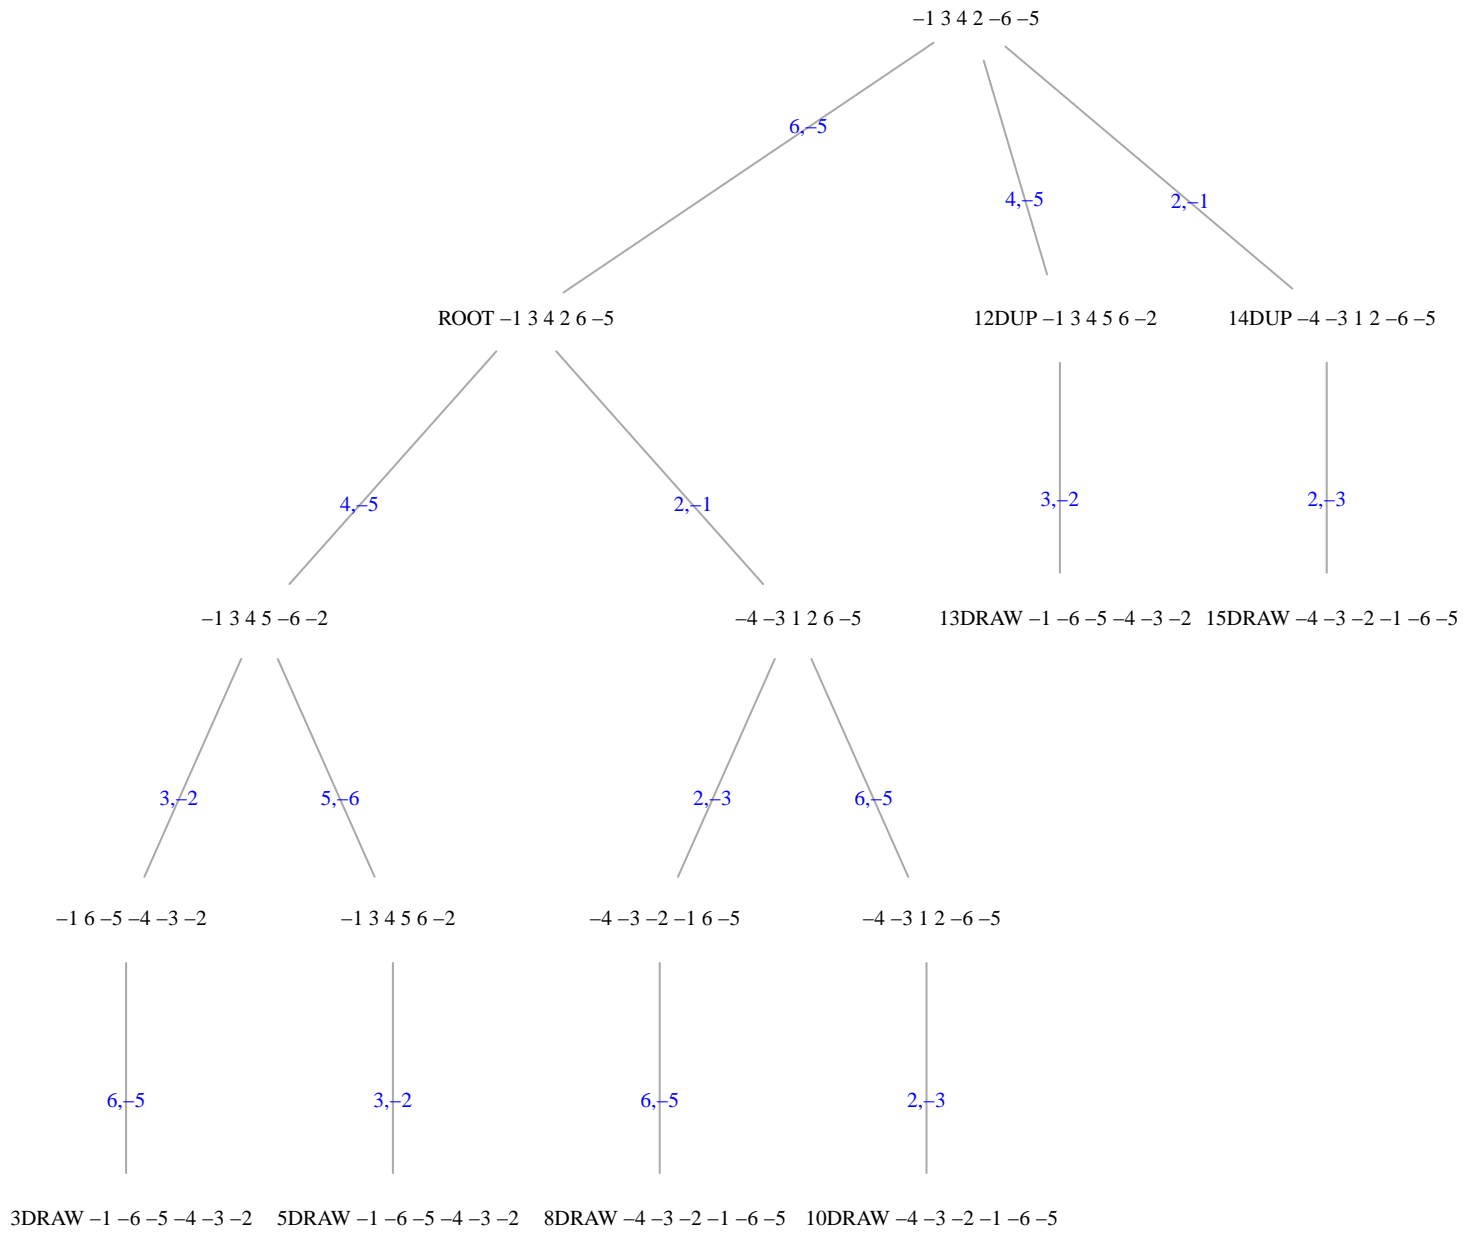 –1 3 4 2 –6 –5
6,–5
4,–5
2,–1
ROOT –1 3 4 2 6 –5
12DUP –1 3 4 5 6 –2
14DUP –4 –3 1 2 –6 –5
4,–5
2,–1
3,–2
2,–3
–1 3 4 5 –6 –2
–4 –3 1 2 6 –5
13DRAW –1 –6 –5 –4 –3 –2
15DRAW –4 –3 –2 –1 –6 –5
3,–2
5,–6
2,–3
6,–5
–1 6 –5 –4 –3 –2
–1 3 4 5 6 –2
–4 –3 –2 –1 6 –5
–4 –3 1 2 –6 –5
6,–5
3,–2
6,–5
2,–3
3DRAW –1 –6 –5 –4 –3 –2
5DRAW –1 –6 –5 –4 –3 –2
8DRAW –4 –3 –2 –1 –6 –5
10DRAW –4 –3 –2 –1 –6 –5